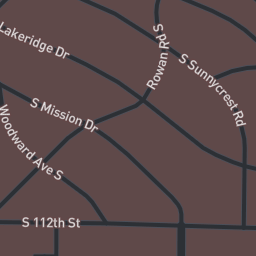 Lakeridge Dr
Rowan Rd S
S Sunnycrest Rd
S Mission Dr
Woodward Ave S
S 112th St